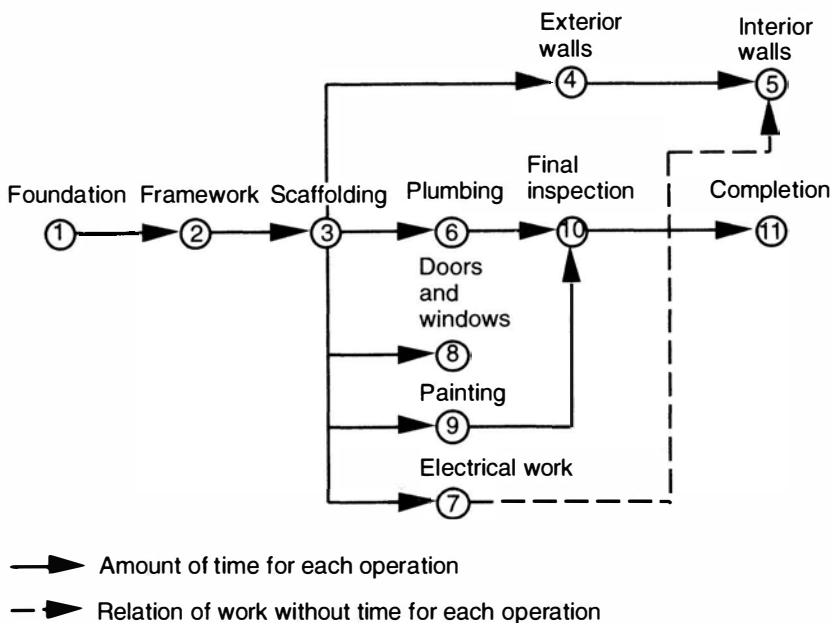 Exterior
walls
Interior
walls
4
5
Foundation
Framework
Scaffolding
Plumbing
Final
inspection
Completion
1
2
3
6
10
11
Doors
and
windows
8
Painting
9
Electrical work
7
Amount of time for each operation
Relation of work without time for each operation